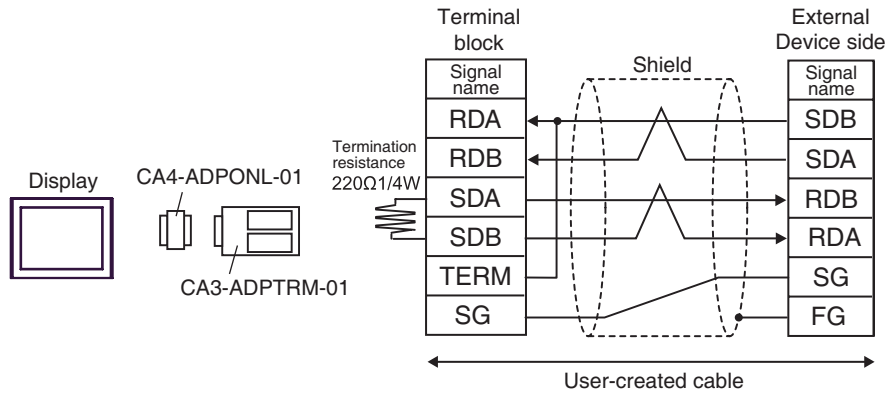 Terminal
block
External
Device side
Signal
name
Shield
Signal
name
RDA
SDB
RDB
SDA
Termination
resistance
220Ω1/4W
Display
CA4-ADPONL-01
SDA
RDB
SDB
RDA
CA3-ADPTRM-01
TERM
SG
SG
FG
User-created cable